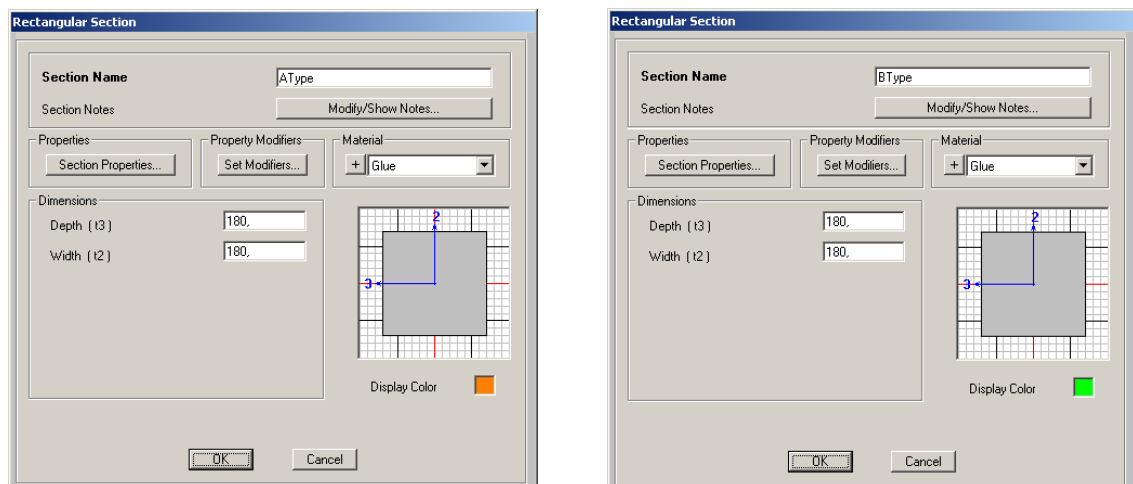 Rectangular Section
Section Name AType
Section Notes Modify/Show Notes...
Properties Property Modifiers Material
Section Properties... Set Modifiers... + Glue
Dimensions
Depth ( t3 ) 180,
Width ( t2 ) 180,
2
3
Display Color
OK Cancel
Rectangular Section
Section Name BType
Section Notes Modify/Show Notes...
Properties Property Modifiers Material
Section Properties... Set Modifiers... + Glue
Dimensions
Depth ( t3 ) 180,
Width ( t2 ) 180,
2
3
Display Color
OK Cancel